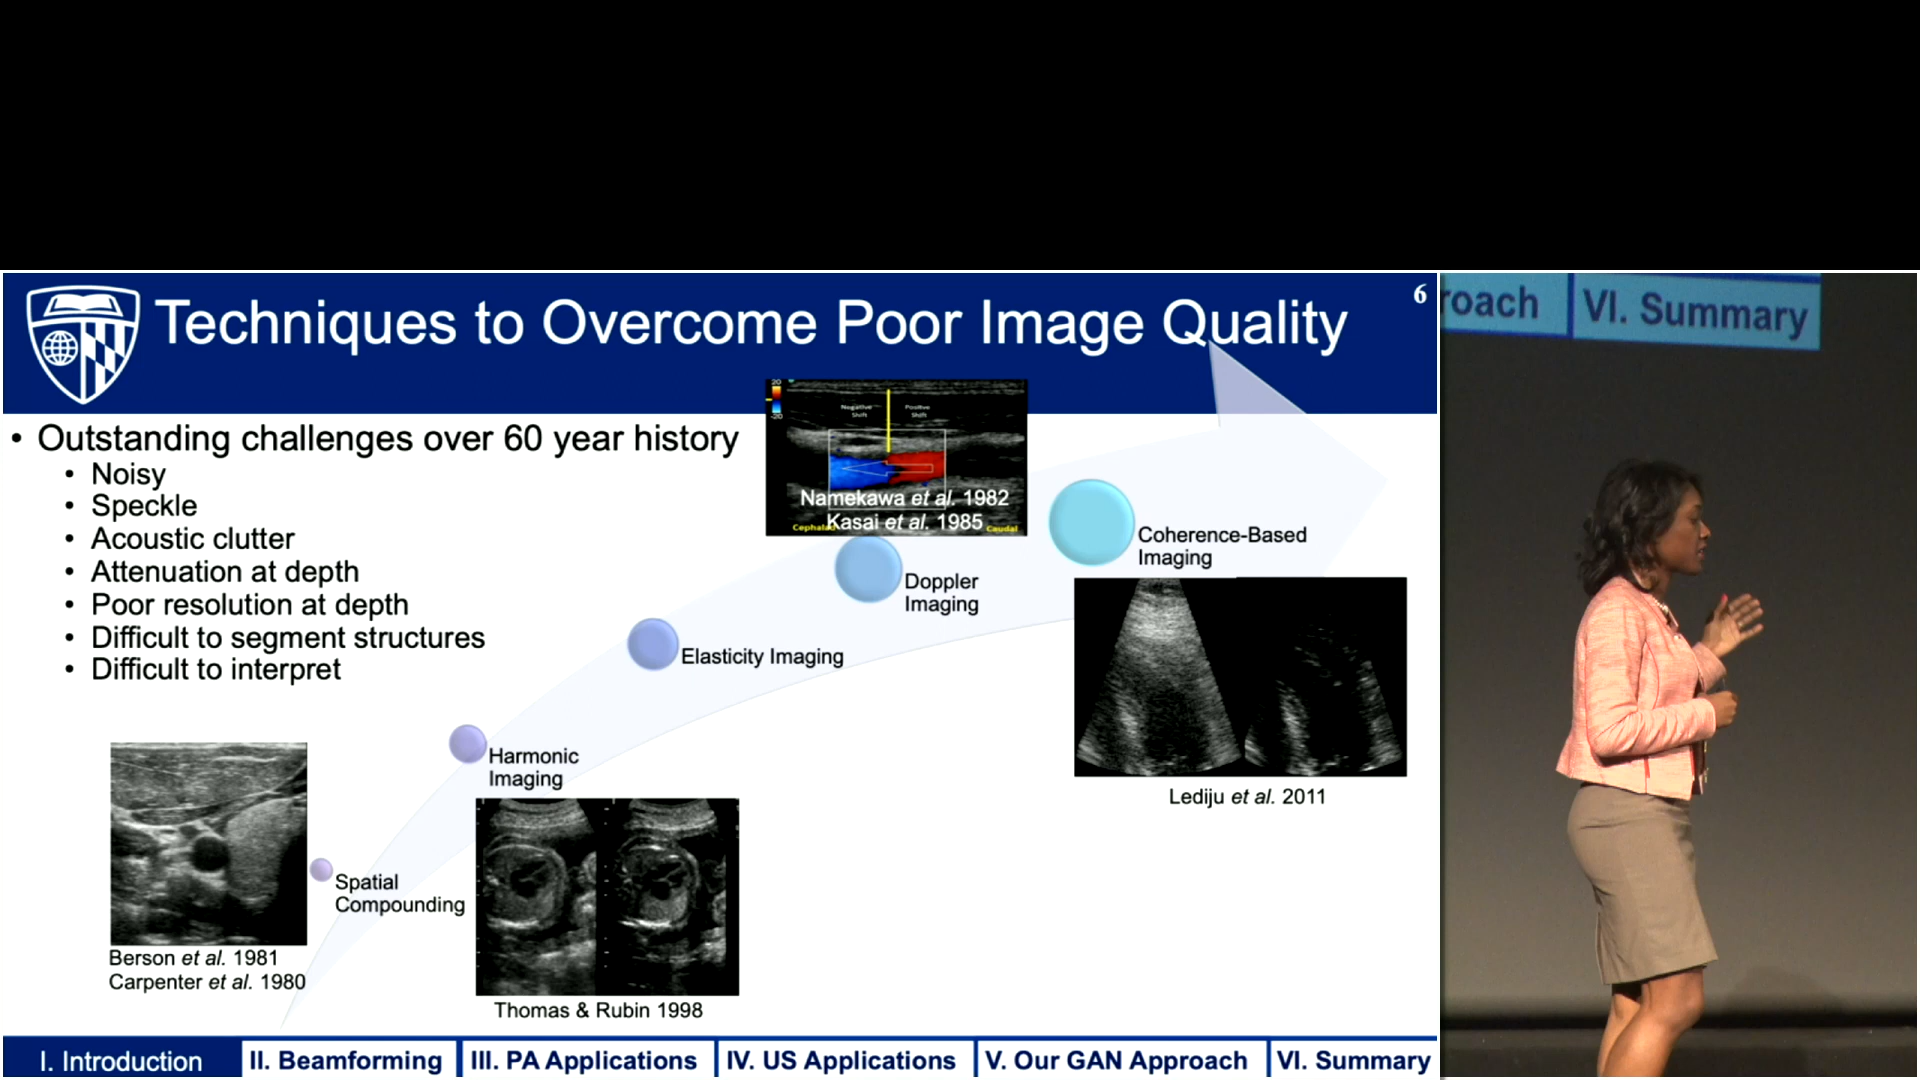 Techniques to Overcome Poor Image Quality
6
• Outstanding challenges over 60 year history
• Noisy
• Speckle
• Acoustic clutter
• Attenuation at depth
• Poor resolution at depth
• Difficult to segment structures
• Difficult to interpret
20
-20
Negative Shift
Positive Shift
Namekawa et al. 1982
Kasai et al. 1985
Caudal
Coherence-Based
Imaging
Doppler
Imaging
Elasticity Imaging
Harmonic
Imaging
Spatial
Compounding
Lediju et al. 2011
Berson et al. 1981
Carpenter et al. 1980
Thomas & Rubin 1998
I. Introduction
II. Beamforming
III. PA Applications
IV. US Applications
V. Our GAN Approach
VI. Summary
roach
VI. Summary